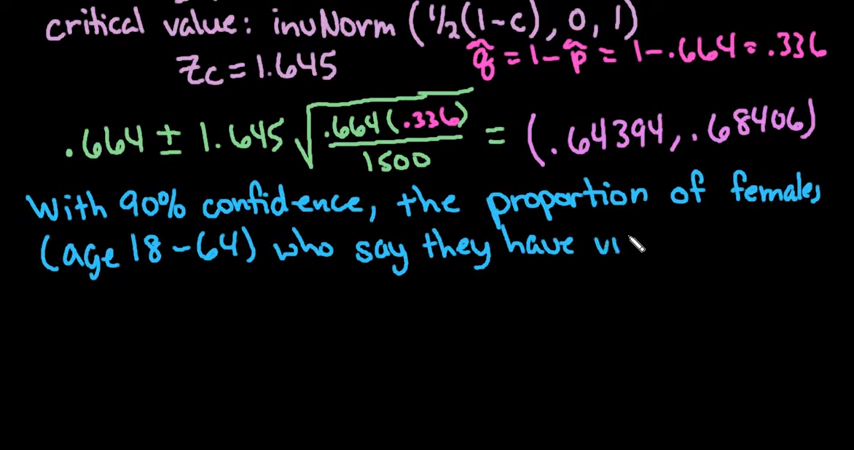 critical value: invNorm (1/2(1-c), 0, 1)
q̂ = 1 - p̂ = 1 - .664 = .336
Zc = 1.645
.664 ± 1.645 √(.664(.336)/1500) = (.64394, .68406)
With 90% confidence, the proportion of females
(age 18-64) who say they have vi